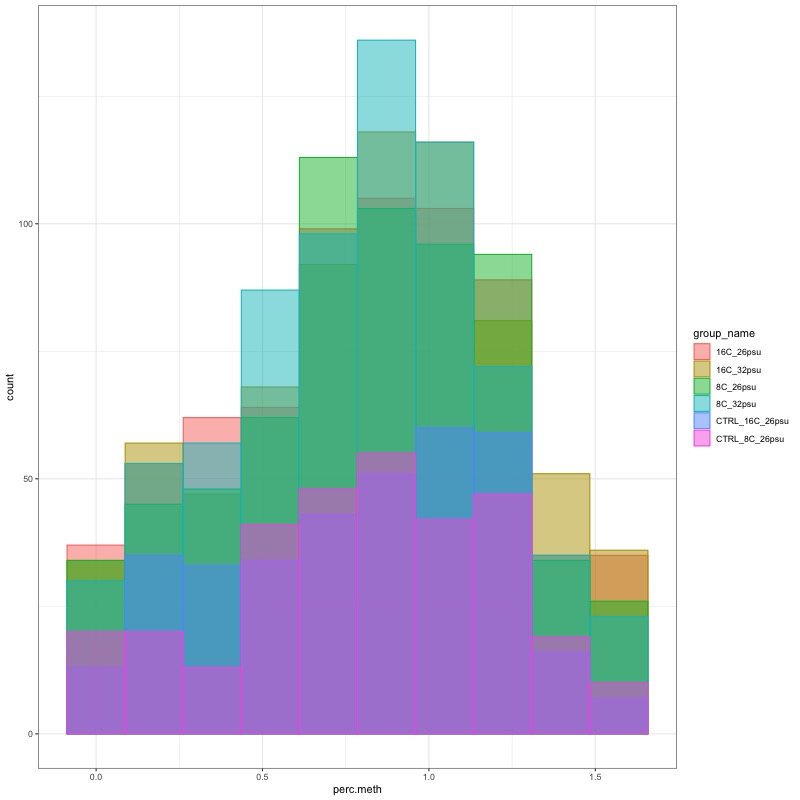 100
50
0
count
0.0
0.5
1.0
1.5
perc.meth
group_name
16C_26psu
16C_32psu
8C_26psu
8C_32psu
CTRL_16C_26psu
CTRL_8C_26psu